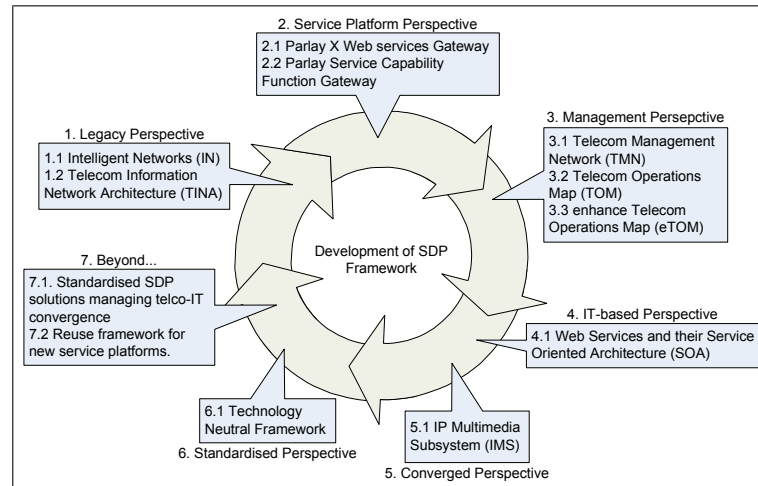 2. Service Platform Perspective
2.1 Parlay X Web services Gateway
2.2 Parlay Service Capability
Function Gateway
3. Management Persepctive
3.1 Telecom Management
Network (TMN)
3.2 Telecom Operations
Map (TOM)
3.3 enhance Telecom
Operations Map (eTOM)
1. Legacy Perspective
1.1 Intelligent Networks (IN)
1.2 Telecom Information
Network Architecture (TINA)
Development of SDP
Framework
7. Beyond...
7.1. Standardised SDP
solutions managing telco-IT
convergence
7.2 Reuse framework for
new service platforms.
4. IT-based Perspective
4.1 Web Services and their Service
Oriented Architecture (SOA)
6.1 Technology
Neutral Framework
6. Standardised Perspective
5.1 IP Multimedia
Subsystem (IMS)
5. Converged Perspective